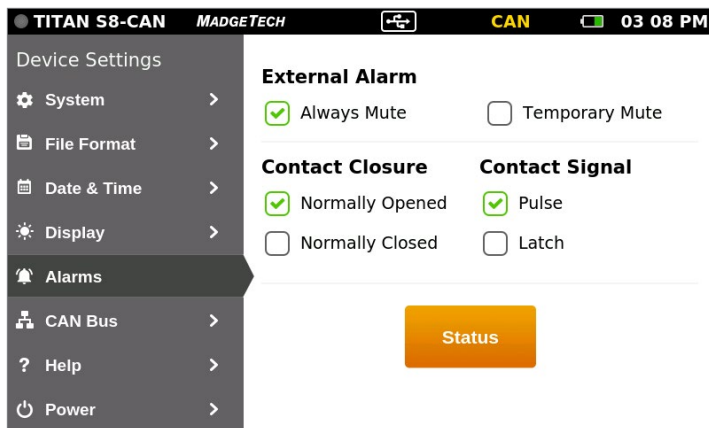 TITAN S8-CAN MADGETECH CAN 03 08 PM
Device Settings
System
File Format
Date & Time
Display
Alarms
CAN Bus
? Help
Power
External Alarm
Always Mute Temporary Mute
Contact Closure Contact Signal
Normally Opened Pulse
Normally Closed Latch
Status